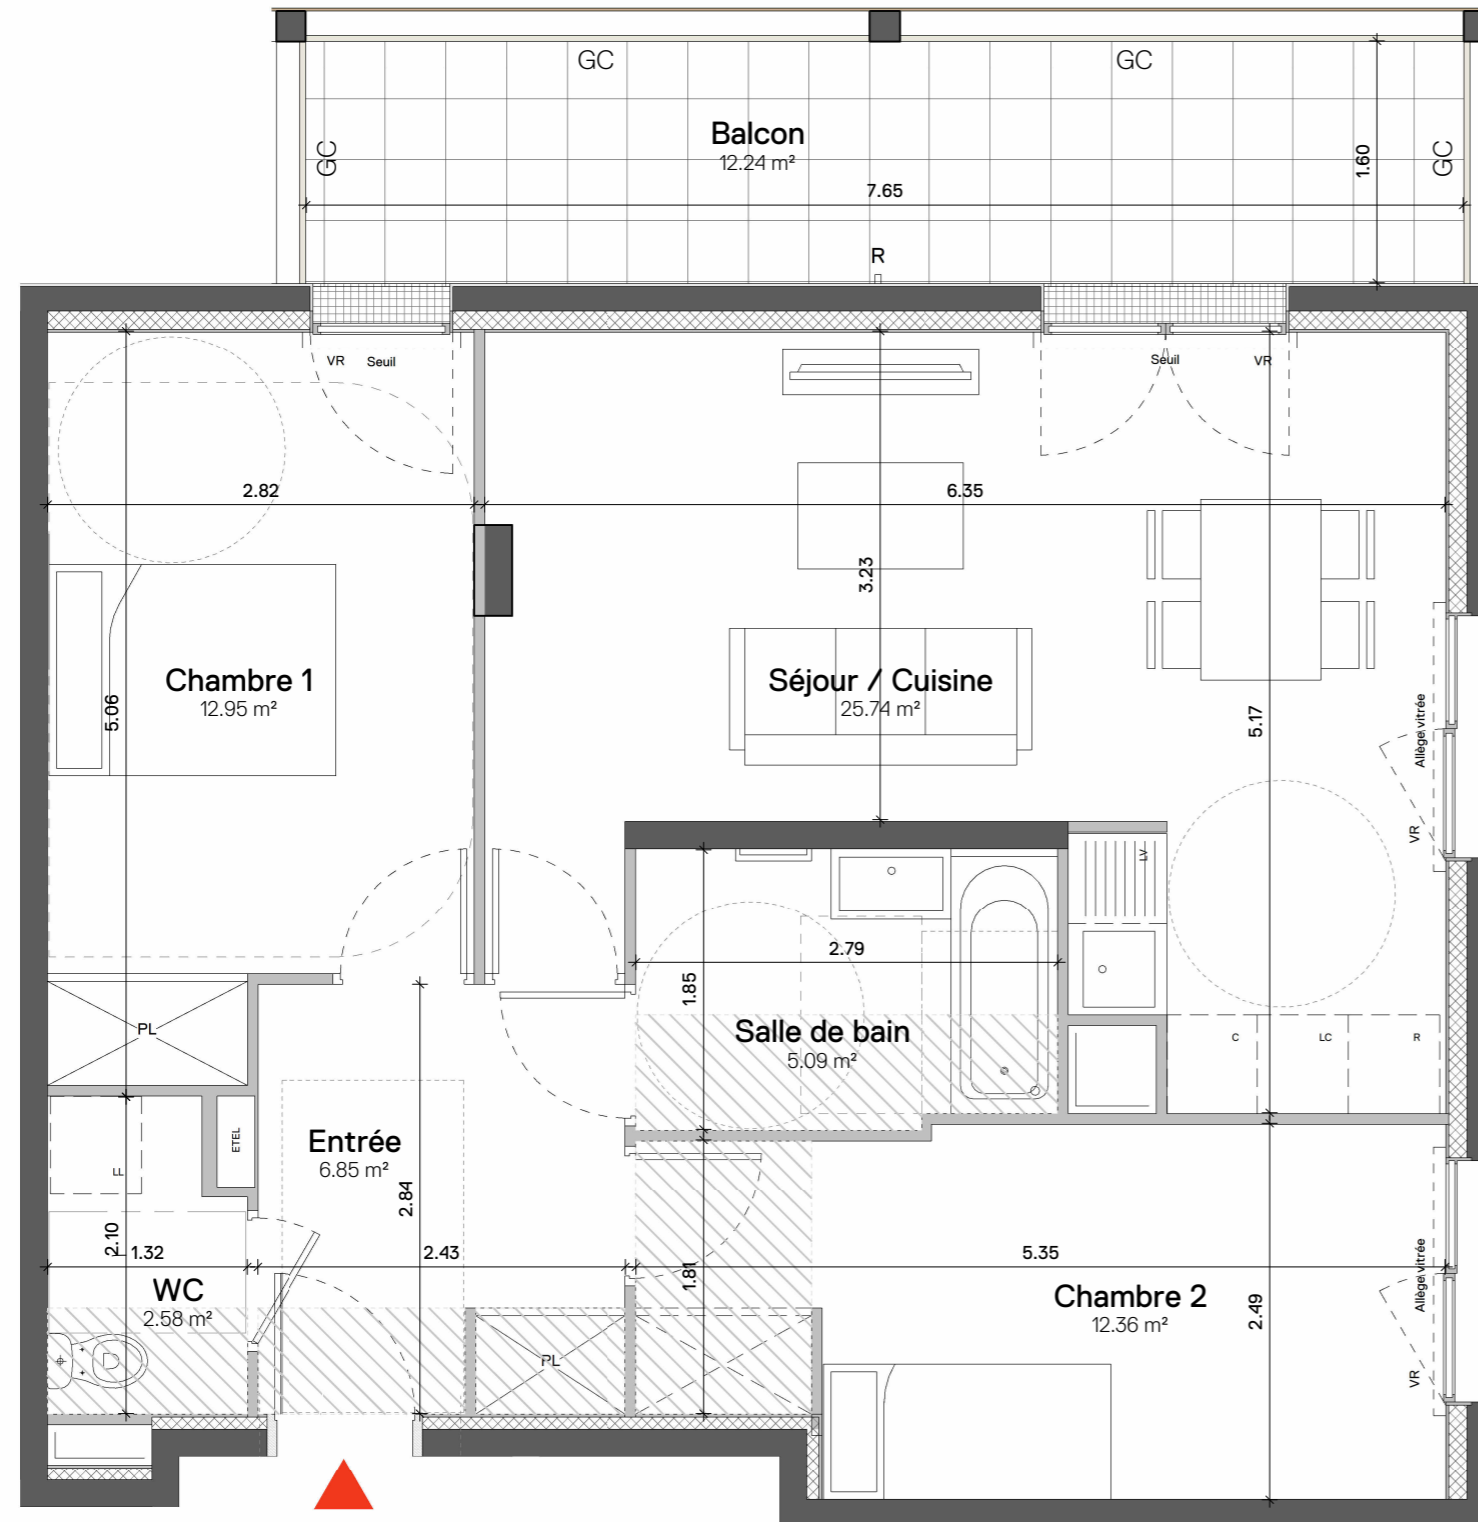 GC
GC
Balcon
12.24 m²
GC
1.60
GC
7.65
R
VR
Seuil
Seuil
VR
2.82
6.35
3.23
Chambre 1
12.95 m²
5.06
Séjour / Cuisine
25.74 m²
5.17
Allège vitrée
VR
LV
2.79
1.85
Salle de bain
5.09 m²
PL
C
LC
R
ETEL
Entrée
6.85 m²
LL
2.84
2.10
1.32
2.43
1.81
5.35
WC
2.58 m²
Chambre 2
12.36 m²
2.49
Allège vitrée
PL
VR